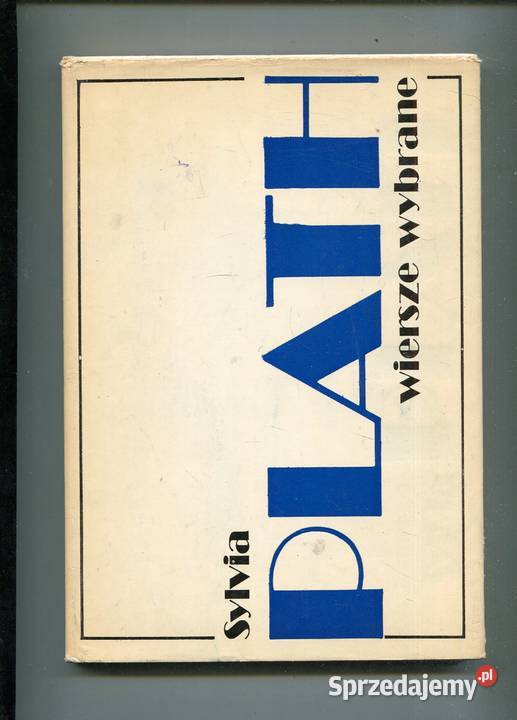 Sylvia
PLATH
wiersze wybrane
Sprzedajemy.pl